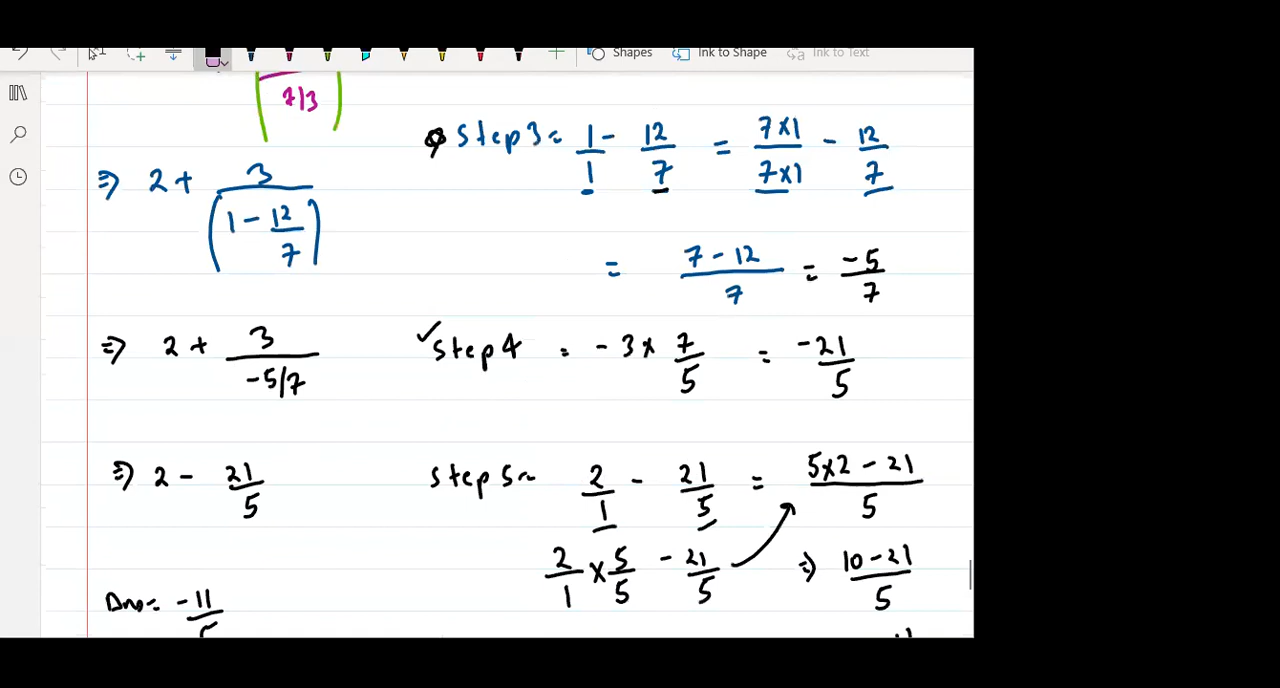 Shapes Ink to Shape Ink to Text
7/3
Step 3 = 1/1 - 12/7 = 7×1/7×1 - 12/7
⇒ 2 + 3/(1 - 12/7)
= 7 - 12/7 = -5/7
⇒ 2 + 3/-5/7
✓ Step 4 = - 3 × 7/5 = -21/5
⇒ 2 - 21/5
Step 5 = 2/1 - 21/5 = 5×2 - 21/5
2/1 × 5/5 - 21/5 ⇒ 10 - 21/5
Ans = -11/5